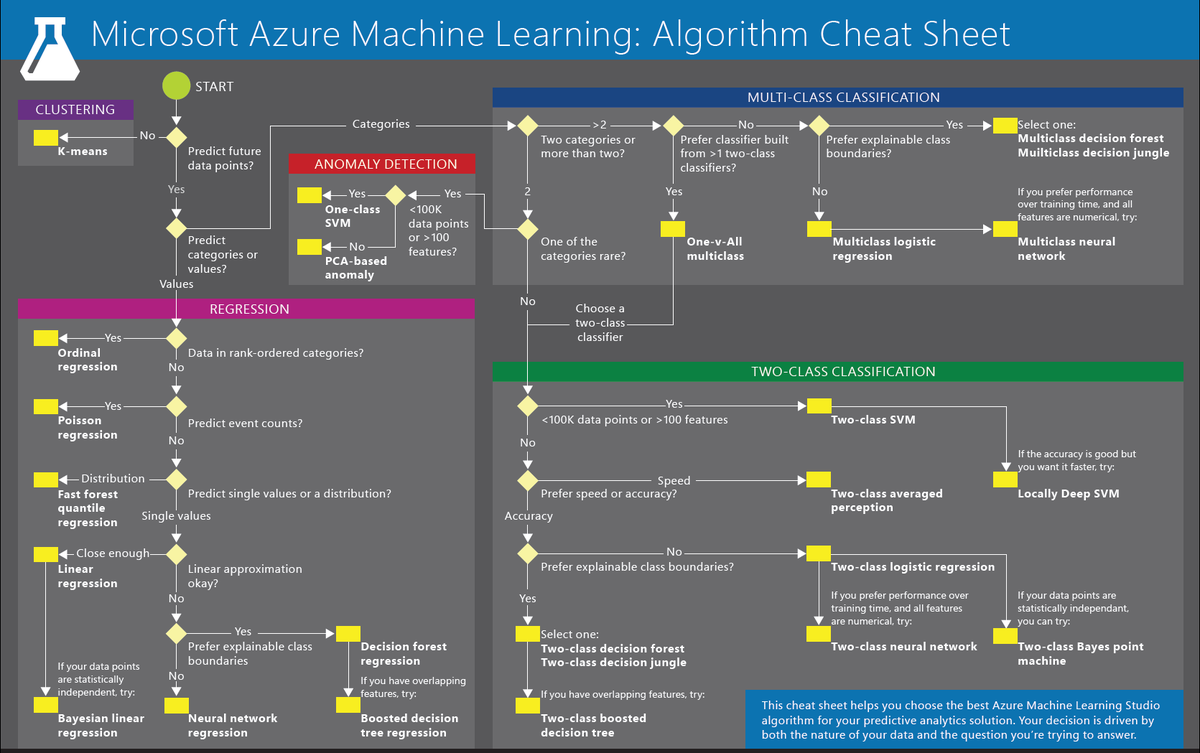 Microsoft Azure Machine Learning: Algorithm Cheat Sheet
START
CLUSTERING
No
K-means
Predict future
data points?
Yes
Predict
categories or
values?
Categories
Values
ANOMALY DETECTION
Yes
Yes
One-class
SVM
<100K
data points
or >100
features?
No
PCA-based
anomaly
MULTI-CLASS CLASSIFICATION
>2
Two categories or
more than two?
2
One of the
categories rare?
No
No
Prefer classifier built
from >1 two-class
classifiers?
Yes
One-v-All
multiclass
Choose a
two-class
classifier
Yes
Prefer explainable class
boundaries?
No
Multiclass logistic
regression
Select one:
Multiclass decision forest
Muilticlass decision jungle
If you prefer performance
over training time, and all
features are numerical, try:
Multiclass neural
network
REGRESSION
Yes
Ordinal
regression
Data in rank-ordered categories?
No
Yes
Poisson
regression
Predict event counts?
No
Distribution
Fast forest
quantile
regression
Predict single values or a distribution?
Single values
Close enough
Linear
regression
Linear approximation
okay?
No
Yes
Prefer explainable class
boundaries
No
Decision forest
regression
If your data points
are statistically
independent, try:
Bayesian linear
regression
Neural network
regression
If you have overlapping
features, try:
Boosted decision
tree regression
TWO-CLASS CLASSIFICATION
Yes
<100K data points or >100 features
Two-class SVM
No
If the accuracy is good but
you want it faster, try:
Locally Deep SVM
Speed
Prefer speed or accuracy?
Two-class averaged
perception
Accuracy
No
Prefer explainable class boundaries?
Two-class logistic regression
Yes
If you prefer performance over
training time, and all features
are numerical, try:
Two-class neural network
If your data points are
statistically independant,
you can try:
Two-class Bayes point
machine
Select one:
Two-class decision forest
Two-class decision jungle
If you have overlapping features, try:
Two-class boosted
decision tree
This cheat sheet helps you choose the best Azure Machine Learning Studio
algorithm for your predictive analytics solution. Your decision is driven by
both the nature of your data and the question you're trying to answer.